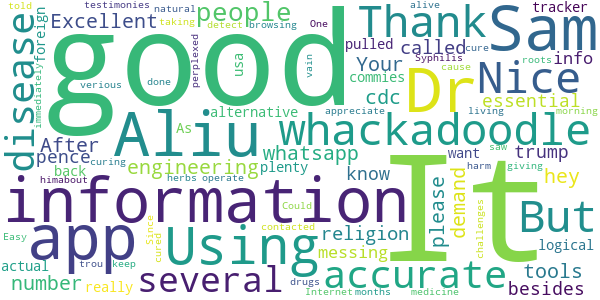 told testimonies natural taking alive tracker
Excellent people detect browsing One cure
foreign Thank Sam
good pulled info
immediately verious done perplexed usa vain called Syphilis roots
disease Dr Nice Your commies cause
Aliu cdc essential
After As alternative appreciate living morning
pence whackadoodle
back curing engineering whatsapp want saw giving trump
himabout herbs operate plenty know harm hey
information It
app Using But
please demand logical
religion challenges
actual Since Could messing
Easy trou keep cured contacted accurate tools
number really several drugs Internet months medicine besides